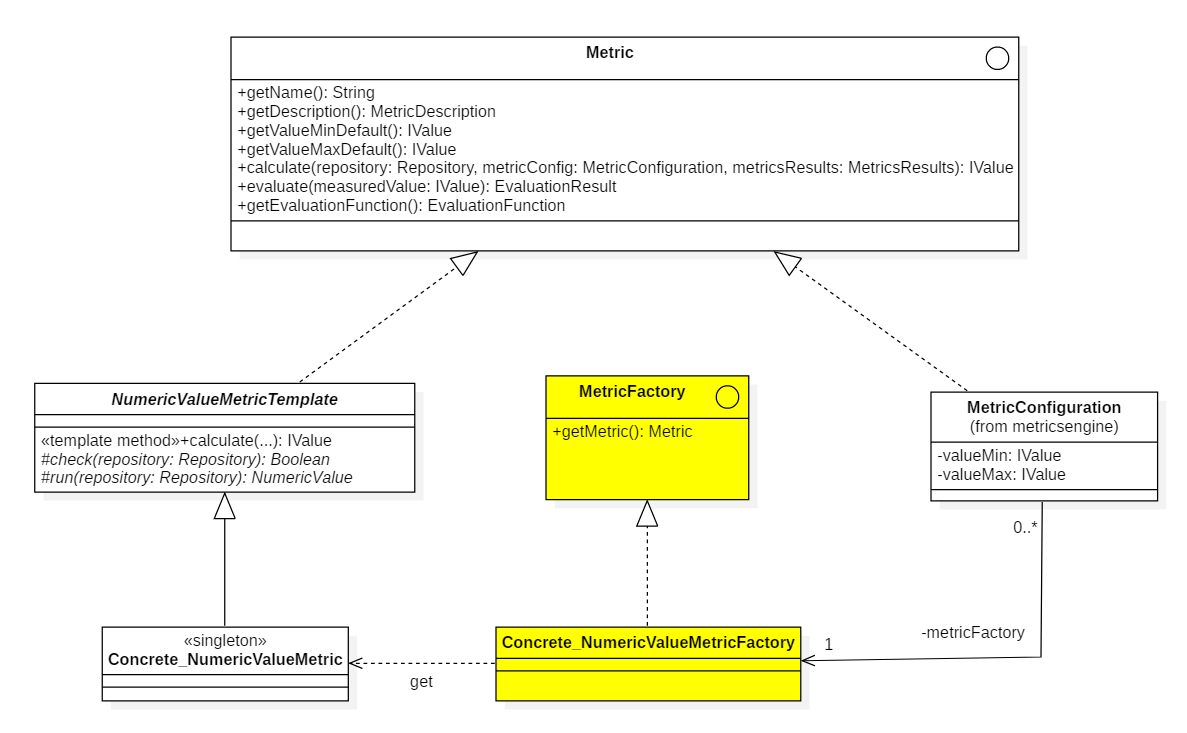 Metric
+getName(): String
+getDescription(): MetricDescription
+getValueMinDefault(): IValue
+getValueMaxDefault(): IValue
+calculate(repository: Repository, metricConfig: MetricConfiguration, metricsResults: MetricsResults): IValue
+evaluate(measuredValue: IValue): EvaluationResult
+getEvaluationFunction(): EvaluationFunction
NumericValueMetricTemplate
«template method»+calculate(...): IValue
#check(repository: Repository): Boolean
#run(repository: Repository): NumericValue
MetricFactory
+getMetric(): Metric
MetricConfiguration
(from metricsengine)
-valueMin: IValue
-valueMax: IValue
0..*
-metricFactory
1
«singleton»
Concrete_NumericValueMetric
get
Concrete_NumericValueMetricFactory